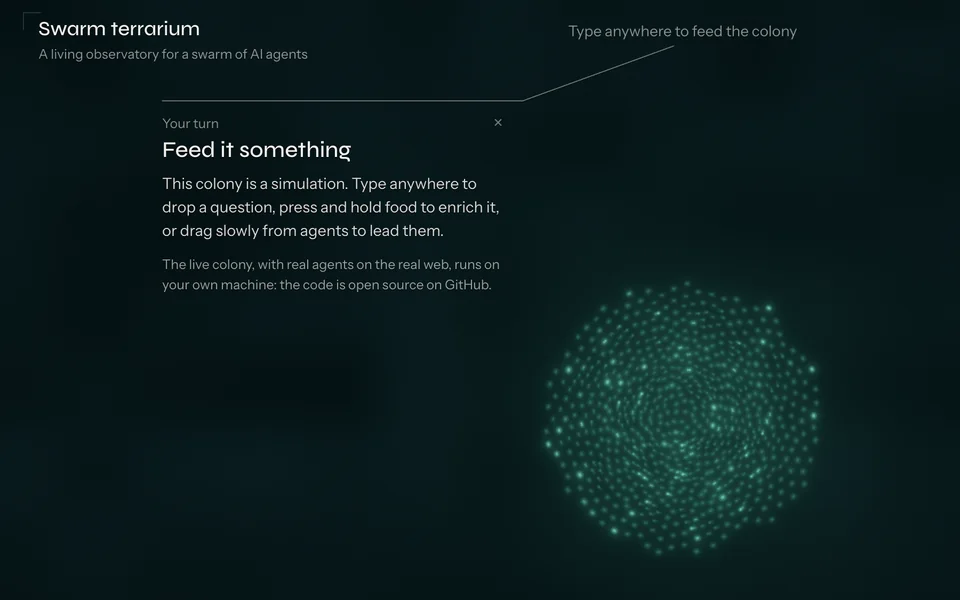 Swarm terrarium
A living observatory for a swarm of AI agents
Type anywhere to feed the colony
Your turn
×
Feed it something
This colony is a simulation. Type anywhere to
drop a question, press and hold food to enrich it,
or drag slowly from agents to lead them.
The live colony, with real agents on the real web, runs on
your own machine: the code is open source on GitHub.